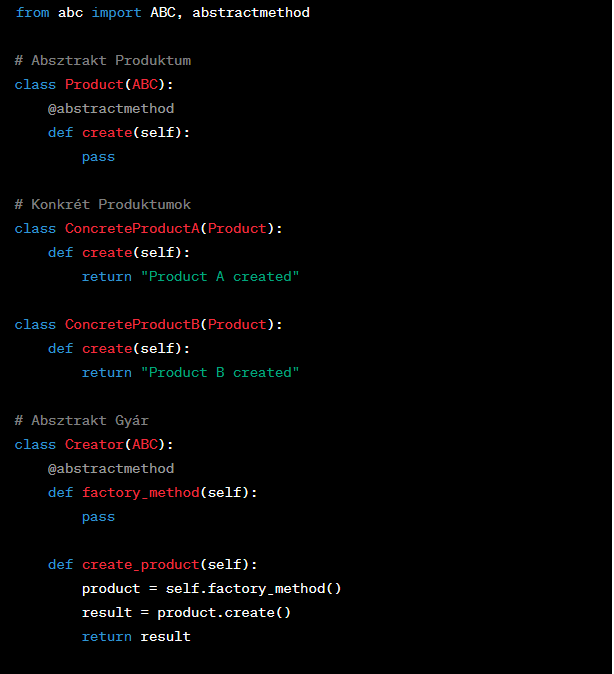 from abc import ABC, abstractmethod
# Absztrakt Produktum
class Product(ABC):
    @abstractmethod
    def create(self):
        pass
# Konkrét Produktumok
class ConcreteProductA(Product):
    def create(self):
        return "Product A created"
class ConcreteProductB(Product):
    def create(self):
        return "Product B created"
# Absztrakt Gyár
class Creator(ABC):
    @abstractmethod
    def factory_method(self):
        pass
    def create_product(self):
        product = self.factory_method()
        result = product.create()
        return result